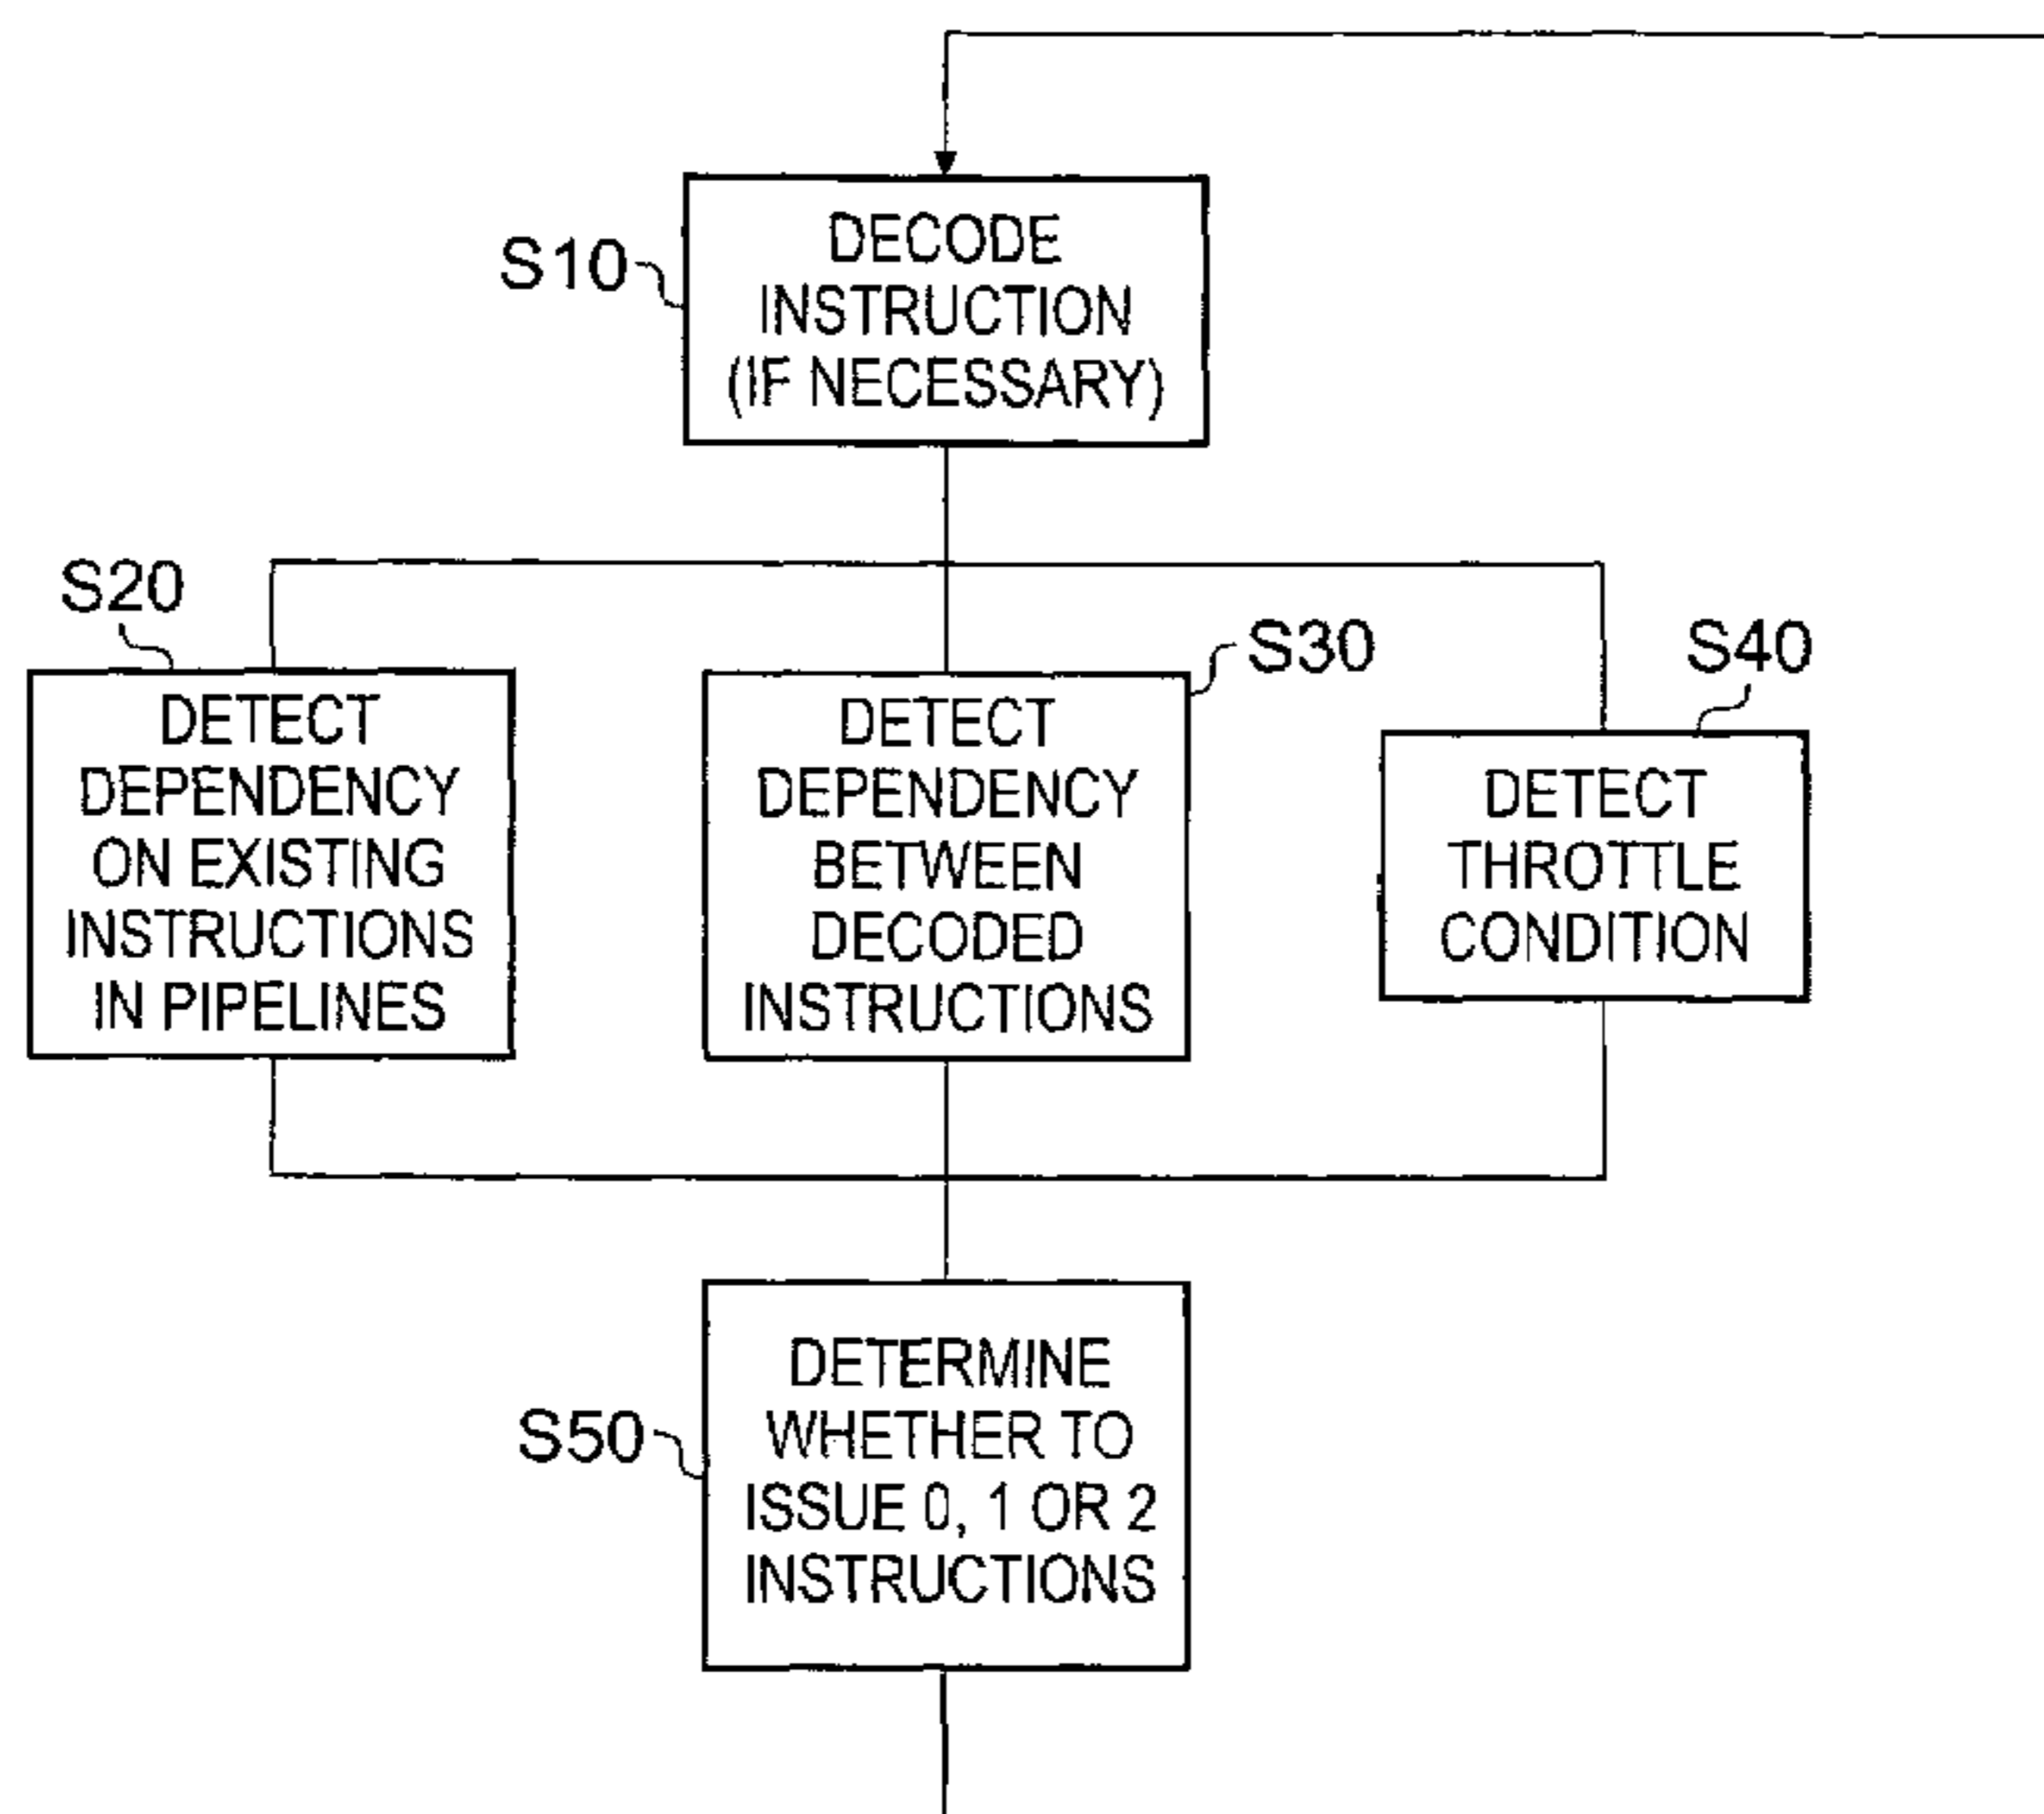 S10
DECODE
INSTRUCTION
(IF NECESSARY)
S20
DETECT
DEPENDENCY
ON EXISTING
INSTRUCTIONS
IN PIPELINES
S30
DETECT
DEPENDENCY
BETWEEN
DECODED
INSTRUCTIONS
S40
DETECT
THROTTLE
CONDITION
S50
DETERMINE
WHETHER TO
ISSUE 0, 1 OR 2
INSTRUCTIONS